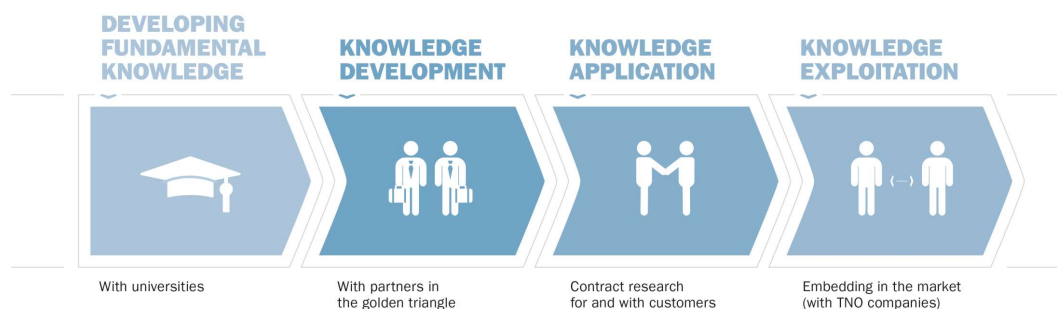 DEVELOPING
FUNDAMENTAL
KNOWLEDGE
With universities
KNOWLEDGE
DEVELOPMENT
With partners in
the golden triangle
KNOWLEDGE
APPLICATION
Contract research
for and with customers
KNOWLEDGE
EXPLOITATION
Embedding in the market
(with TNO companies)